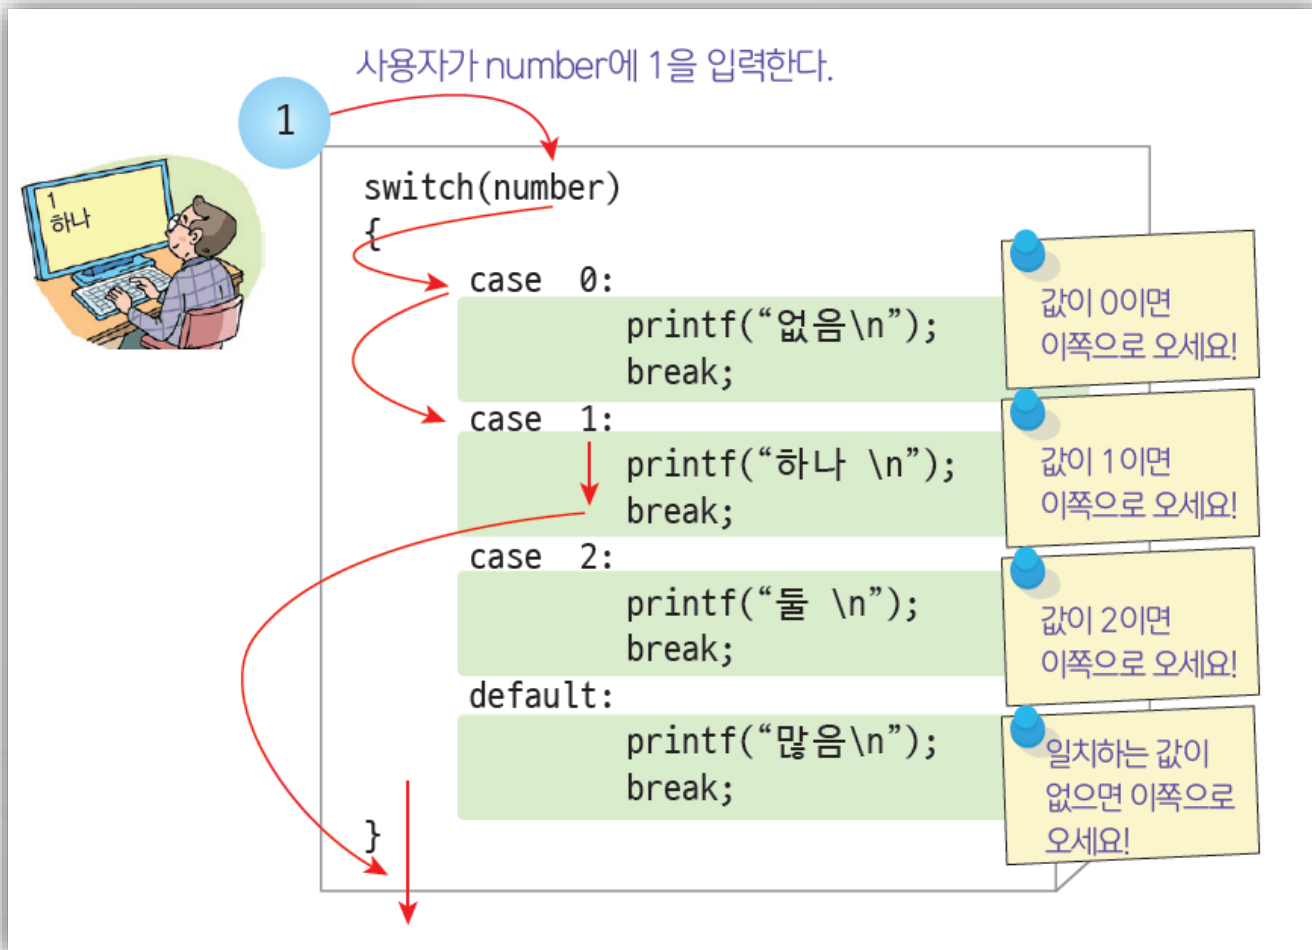 사용자가 number에 1을 입력한다.
1
1
하나
switch(number)
{
case 0:
printf(“없음\n”);
break;
값이 0이면
이쪽으로 오세요!
case 1:
printf(“하나 \n”);
break;
값이 1이면
이쪽으로 오세요!
case 2:
printf(“둘 \n”);
break;
값이 2이면
이쪽으로 오세요!
default:
printf(“많음\n”);
break;
일치하는 값이
없으면 이쪽으로
오세요!
}